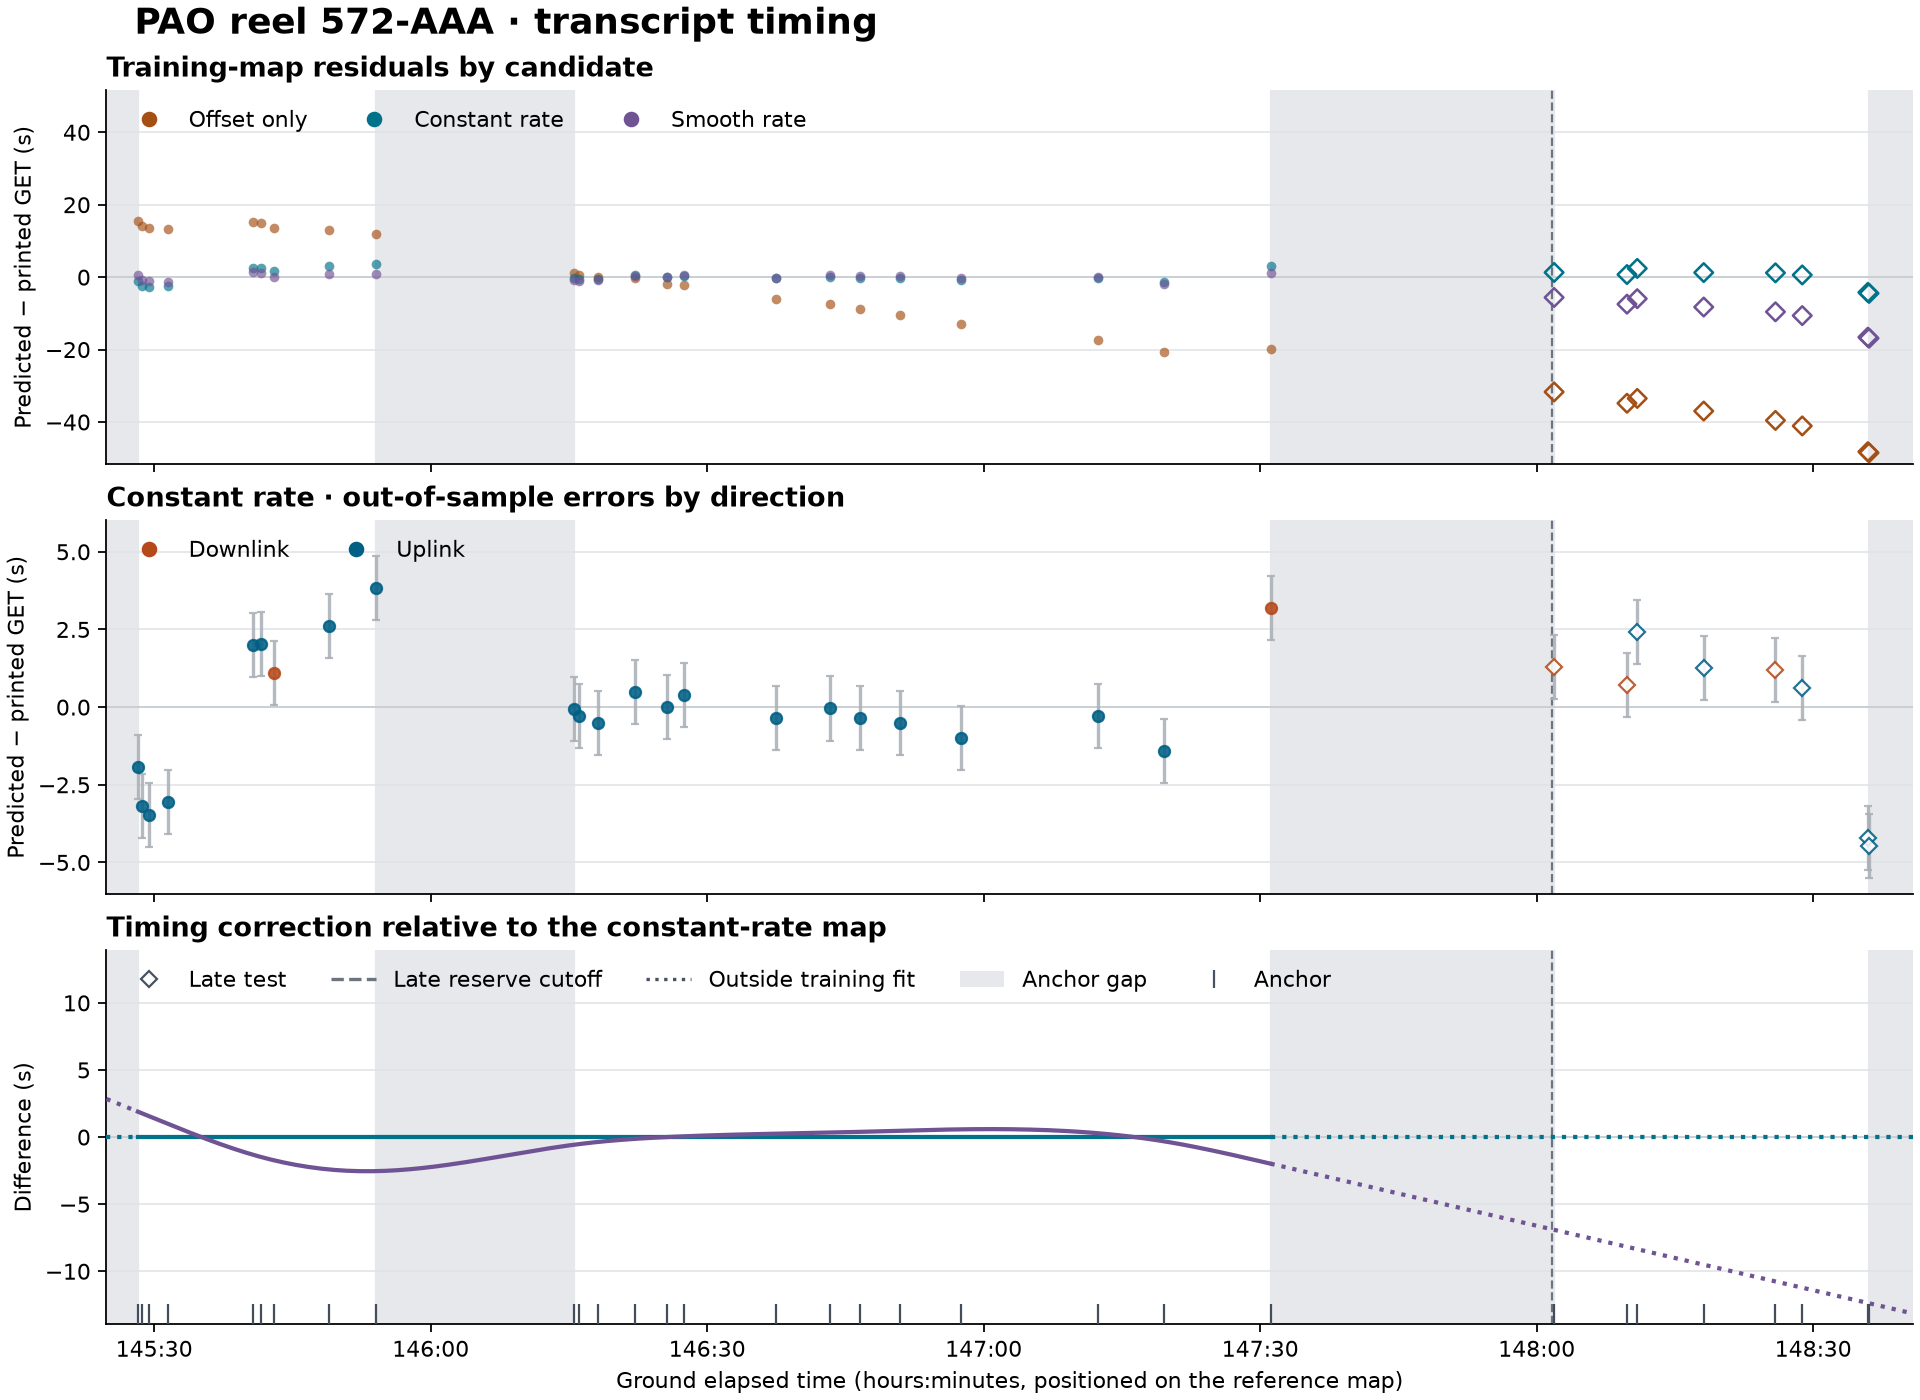 PAO reel 572-AAA · transcript timing
Training-map residuals by candidate
Offset only Constant rate Smooth rate
Predicted − printed GET (s)
40
20
0
−20
−40
Constant rate · out-of-sample errors by direction
Downlink Uplink
Predicted − printed GET (s)
5.0
2.5
0.0
−2.5
−5.0
Timing correction relative to the constant-rate map
Late test Late reserve cutoff Outside training fit Anchor gap Anchor
Difference (s)
10
5
0
−5
−10
145:30 146:00 146:30 147:00 147:30 148:00 148:30
Ground elapsed time (hours:minutes, positioned on the reference map)